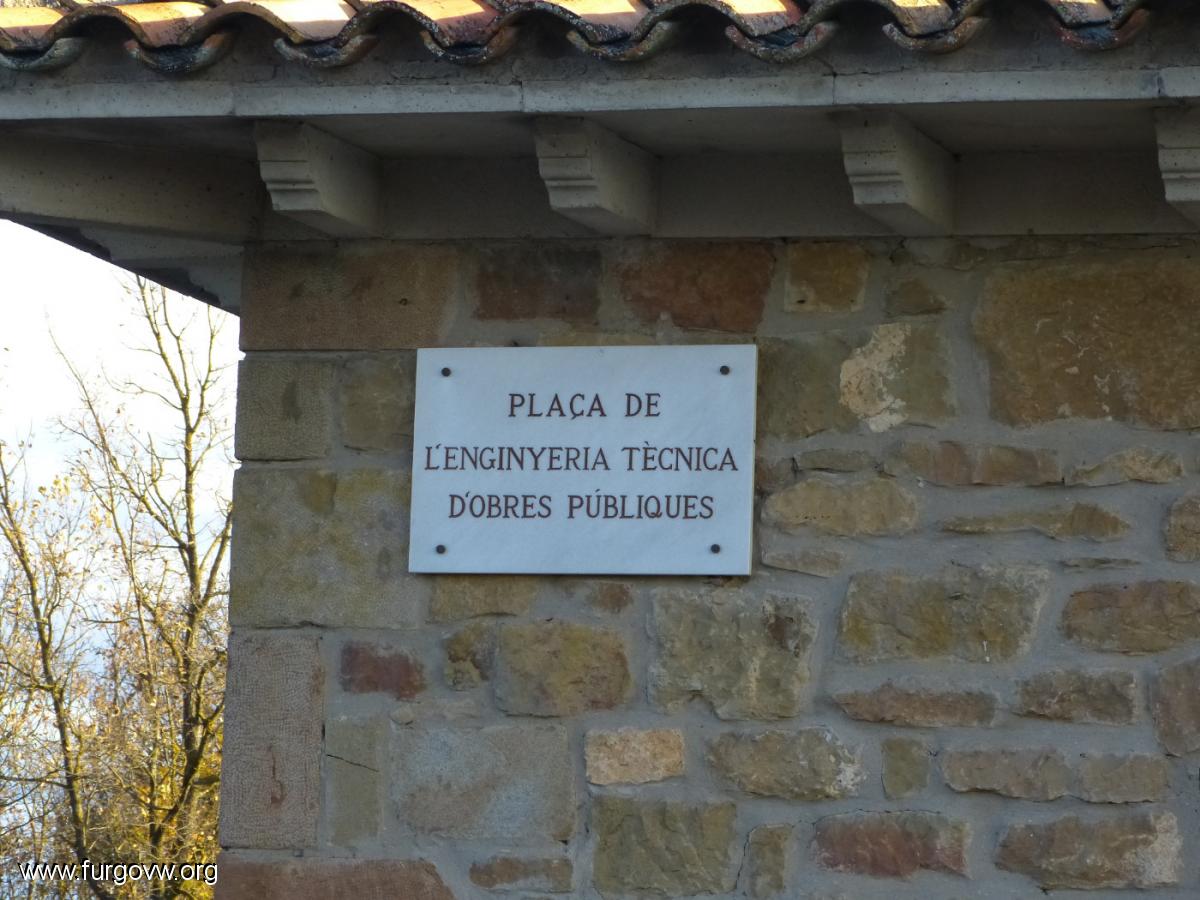 PLAÇA DE
L'ENGINYERIA TÈCNICA
D'OBRES PÚBLIQUES
www.furgovw.org